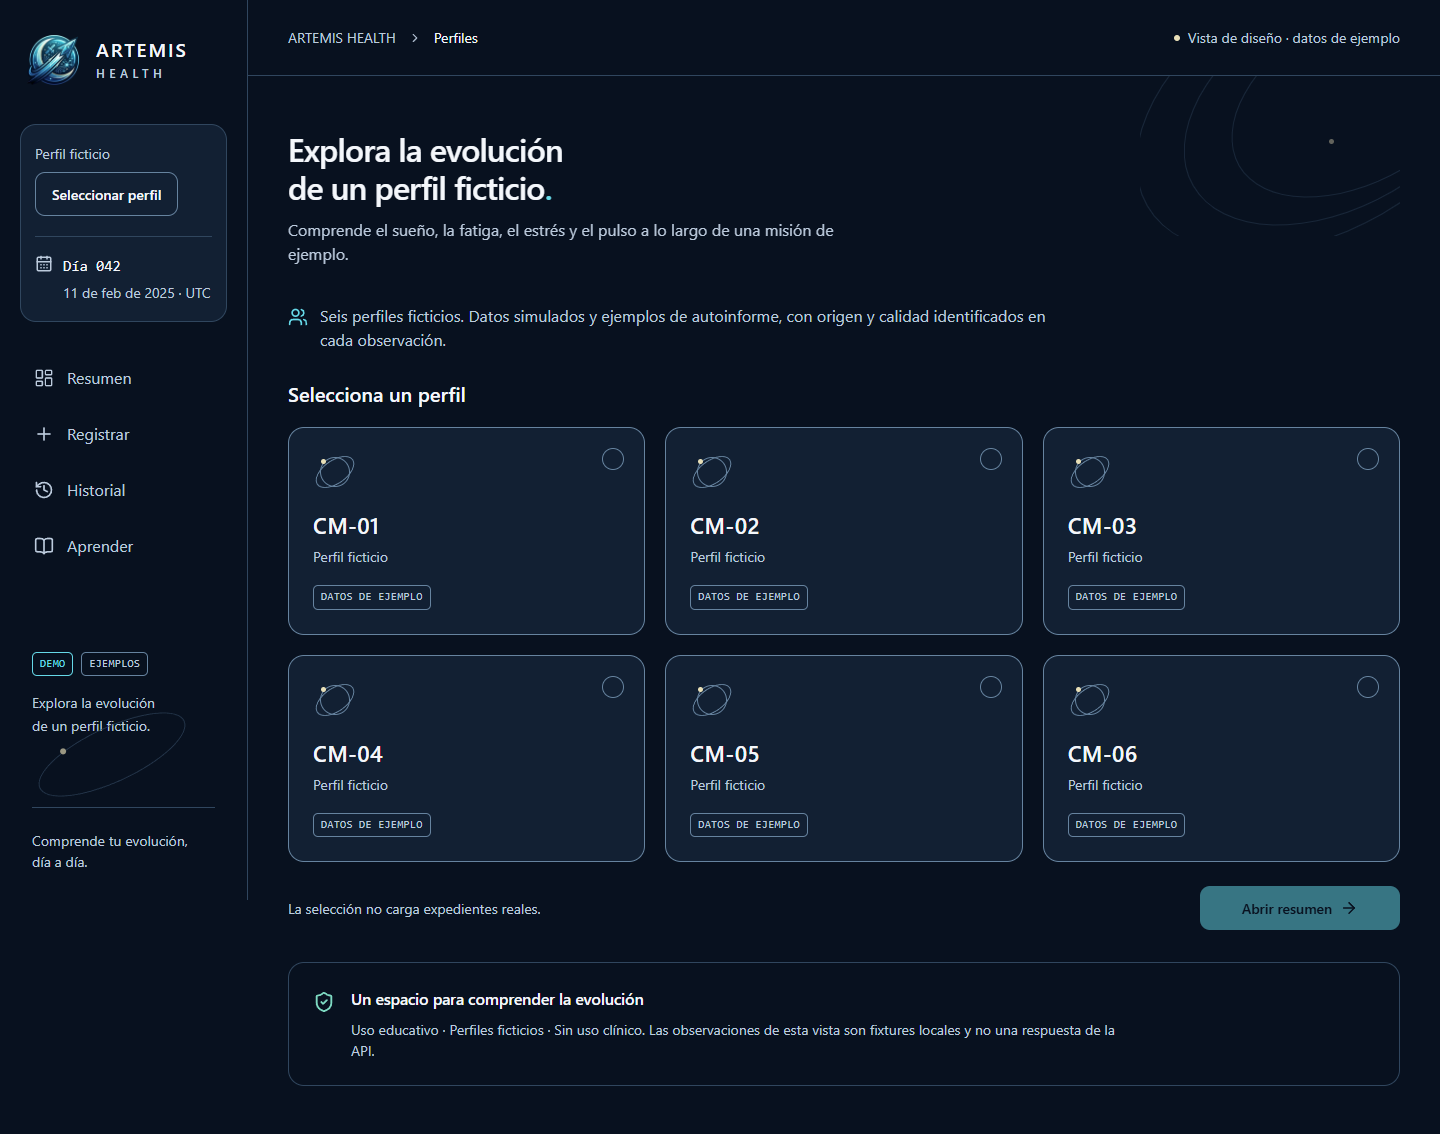 ARTEMIS
HEALTH
Perfil ficticio
Seleccionar perfil
Día 042
11 de feb de 2025 · UTC
Resumen
Registrar
Historial
Aprender
DEMO
EJEMPLOS
Explora la evolución
de un perfil ficticio.
Comprende tu evolución,
día a día.
ARTEMIS HEALTH > Perfiles
Vista de diseño · datos de ejemplo
Explora la evolución
de un perfil ficticio.
Comprende el sueño, la fatiga, el estrés y el pulso a lo largo de una misión de
ejemplo.
Seis perfiles ficticios. Datos simulados y ejemplos de autoinforme, con origen y calidad identificados en
cada observación.
Selecciona un perfil
CM-01
Perfil ficticio
DATOS DE EJEMPLO
CM-02
Perfil ficticio
DATOS DE EJEMPLO
CM-03
Perfil ficticio
DATOS DE EJEMPLO
CM-04
Perfil ficticio
DATOS DE EJEMPLO
CM-05
Perfil ficticio
DATOS DE EJEMPLO
CM-06
Perfil ficticio
DATOS DE EJEMPLO
La selección no carga expedientes reales.
Abrir resumen
Un espacio para comprender la evolución
Uso educativo · Perfiles ficticios · Sin uso clínico. Las observaciones de esta vista son fixtures locales y no una respuesta de la
API.